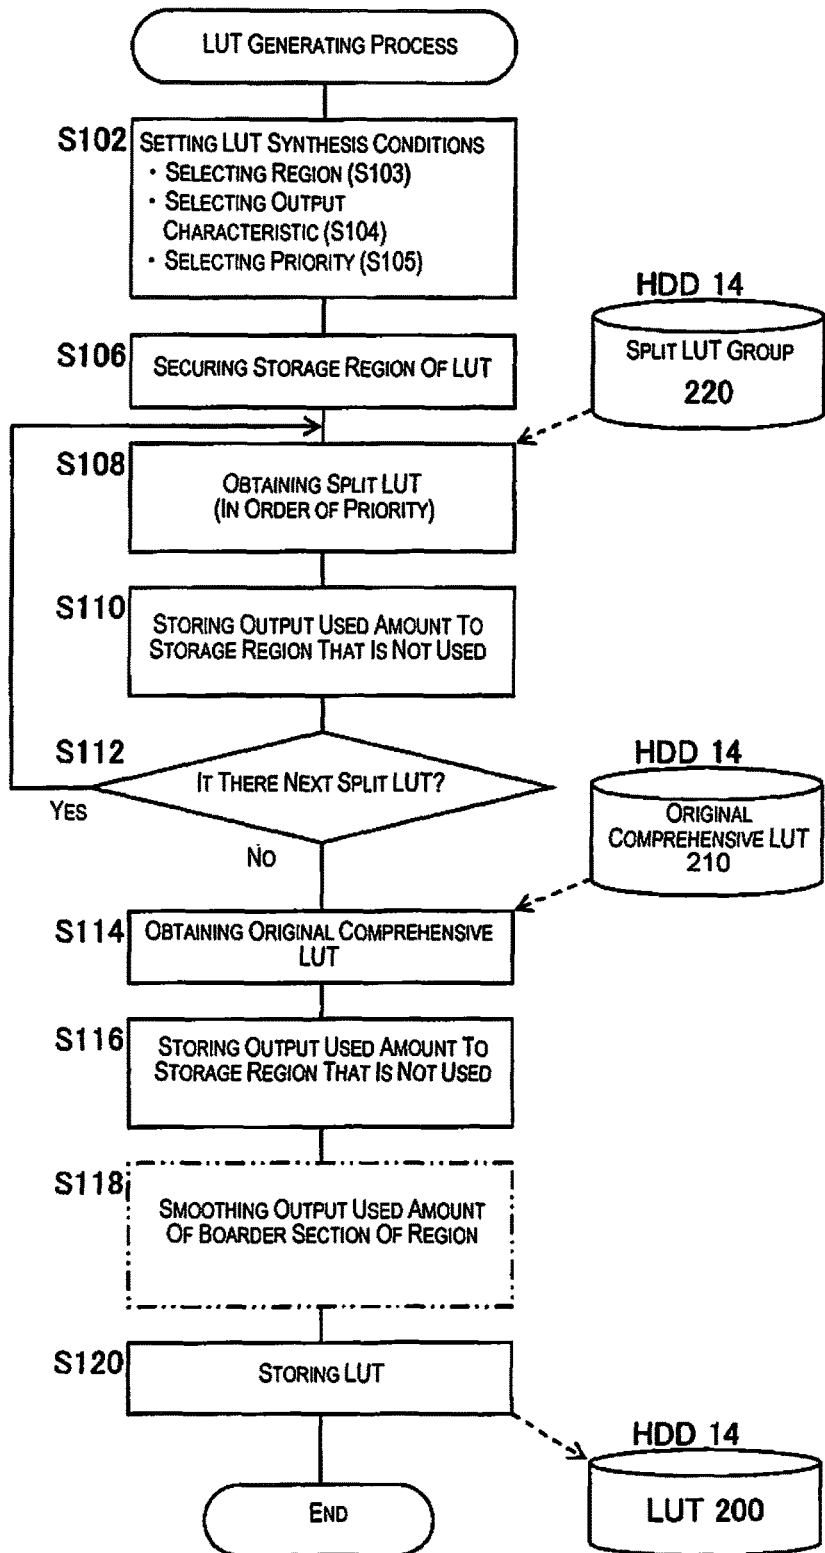 LUT GENERATING PROCESS
S102
SETTING LUT SYNTHESIS CONDITIONS
・SELECTING REGION (S103)
・SELECTING OUTPUT
CHARACTERISTIC (S104)
・SELECTING PRIORITY (S105)
HDD 14
SPLIT LUT GROUP
220
S106
SECURING STORAGE REGION OF LUT
S108
OBTAINING SPLIT LUT
(IN ORDER OF PRIORITY)
S110
STORING OUTPUT USED AMOUNT TO
STORAGE REGION THAT IS NOT USED
S112
IT THERE NEXT SPLIT LUT?
YES
NO
HDD 14
ORIGINAL
COMPREHENSIVE LUT
210
S114
OBTAINING ORIGINAL COMPREHENSIVE
LUT
S116
STORING OUTPUT USED AMOUNT TO
STORAGE REGION THAT IS NOT USED
S118
SMOOTHING OUTPUT USED AMOUNT
OF BOARDER SECTION OF REGION
S120
STORING LUT
HDD 14
LUT 200
END